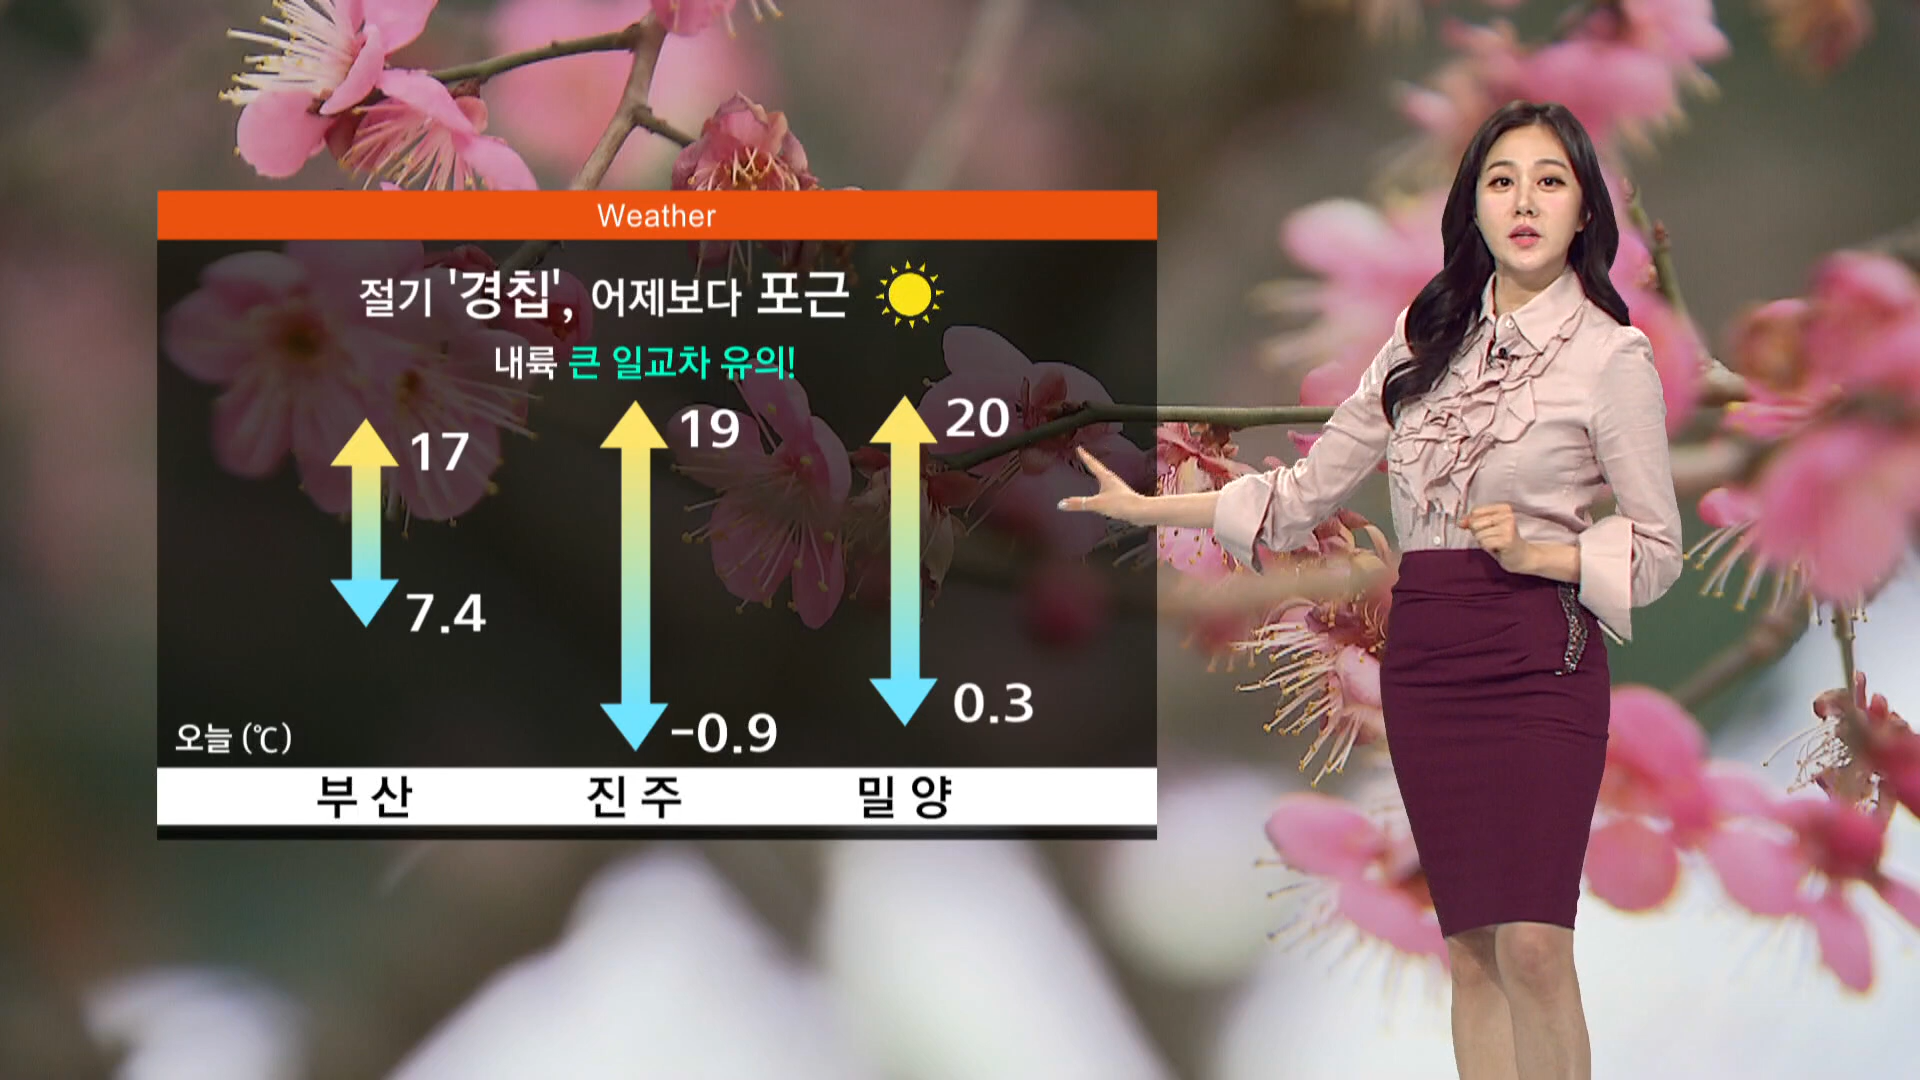 Weather
절기 '경칩', 어제보다 포근
내륙 큰 일교차 유의!
17 19 20
7.4 -0.9 0.3
오늘 (℃)
부산 진주 밀양